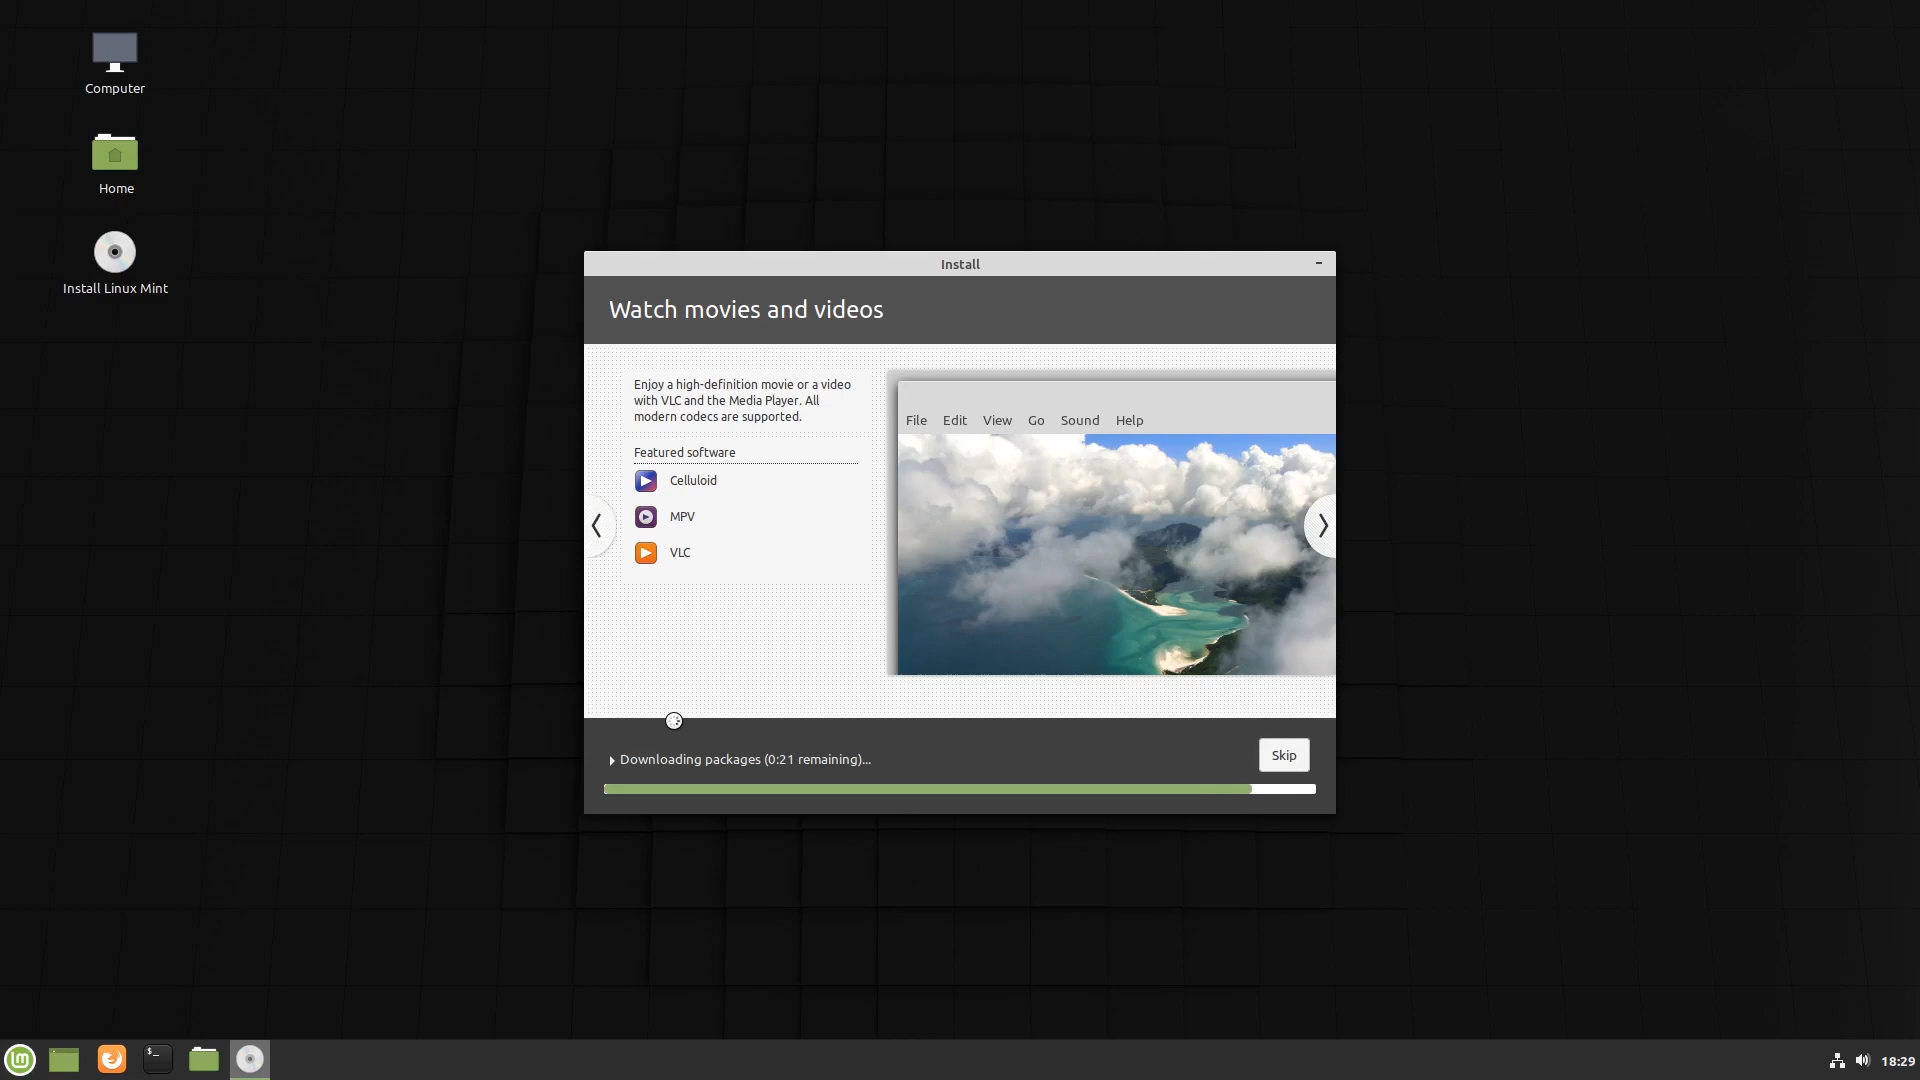 Computer
Home
Install Linux Mint
Install
Watch movies and videos
Enjoy a high-definition movie or a video
with VLC and the Media Player. All
modern codecs are supported.
Featured software
Celluloid
MPV
VLC
File Edit View Go Sound Help
Downloading packages (0:21 remaining)...
Skip
$_
18:29